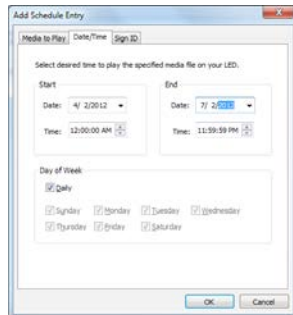 Add Schedule Entry
Media to Play Date/Time Sign ID
Select desired time to play the specified media file on your LED.
Start
Date: 4/ 2/2012
Time: 12:00:00 AM
End
Date: 7/ 2/2012
Time: 11:59:59 PM
Day of Week
Daily
Sunday Monday Tuesday Wednesday
Thursday Friday Saturday
OK Cancel